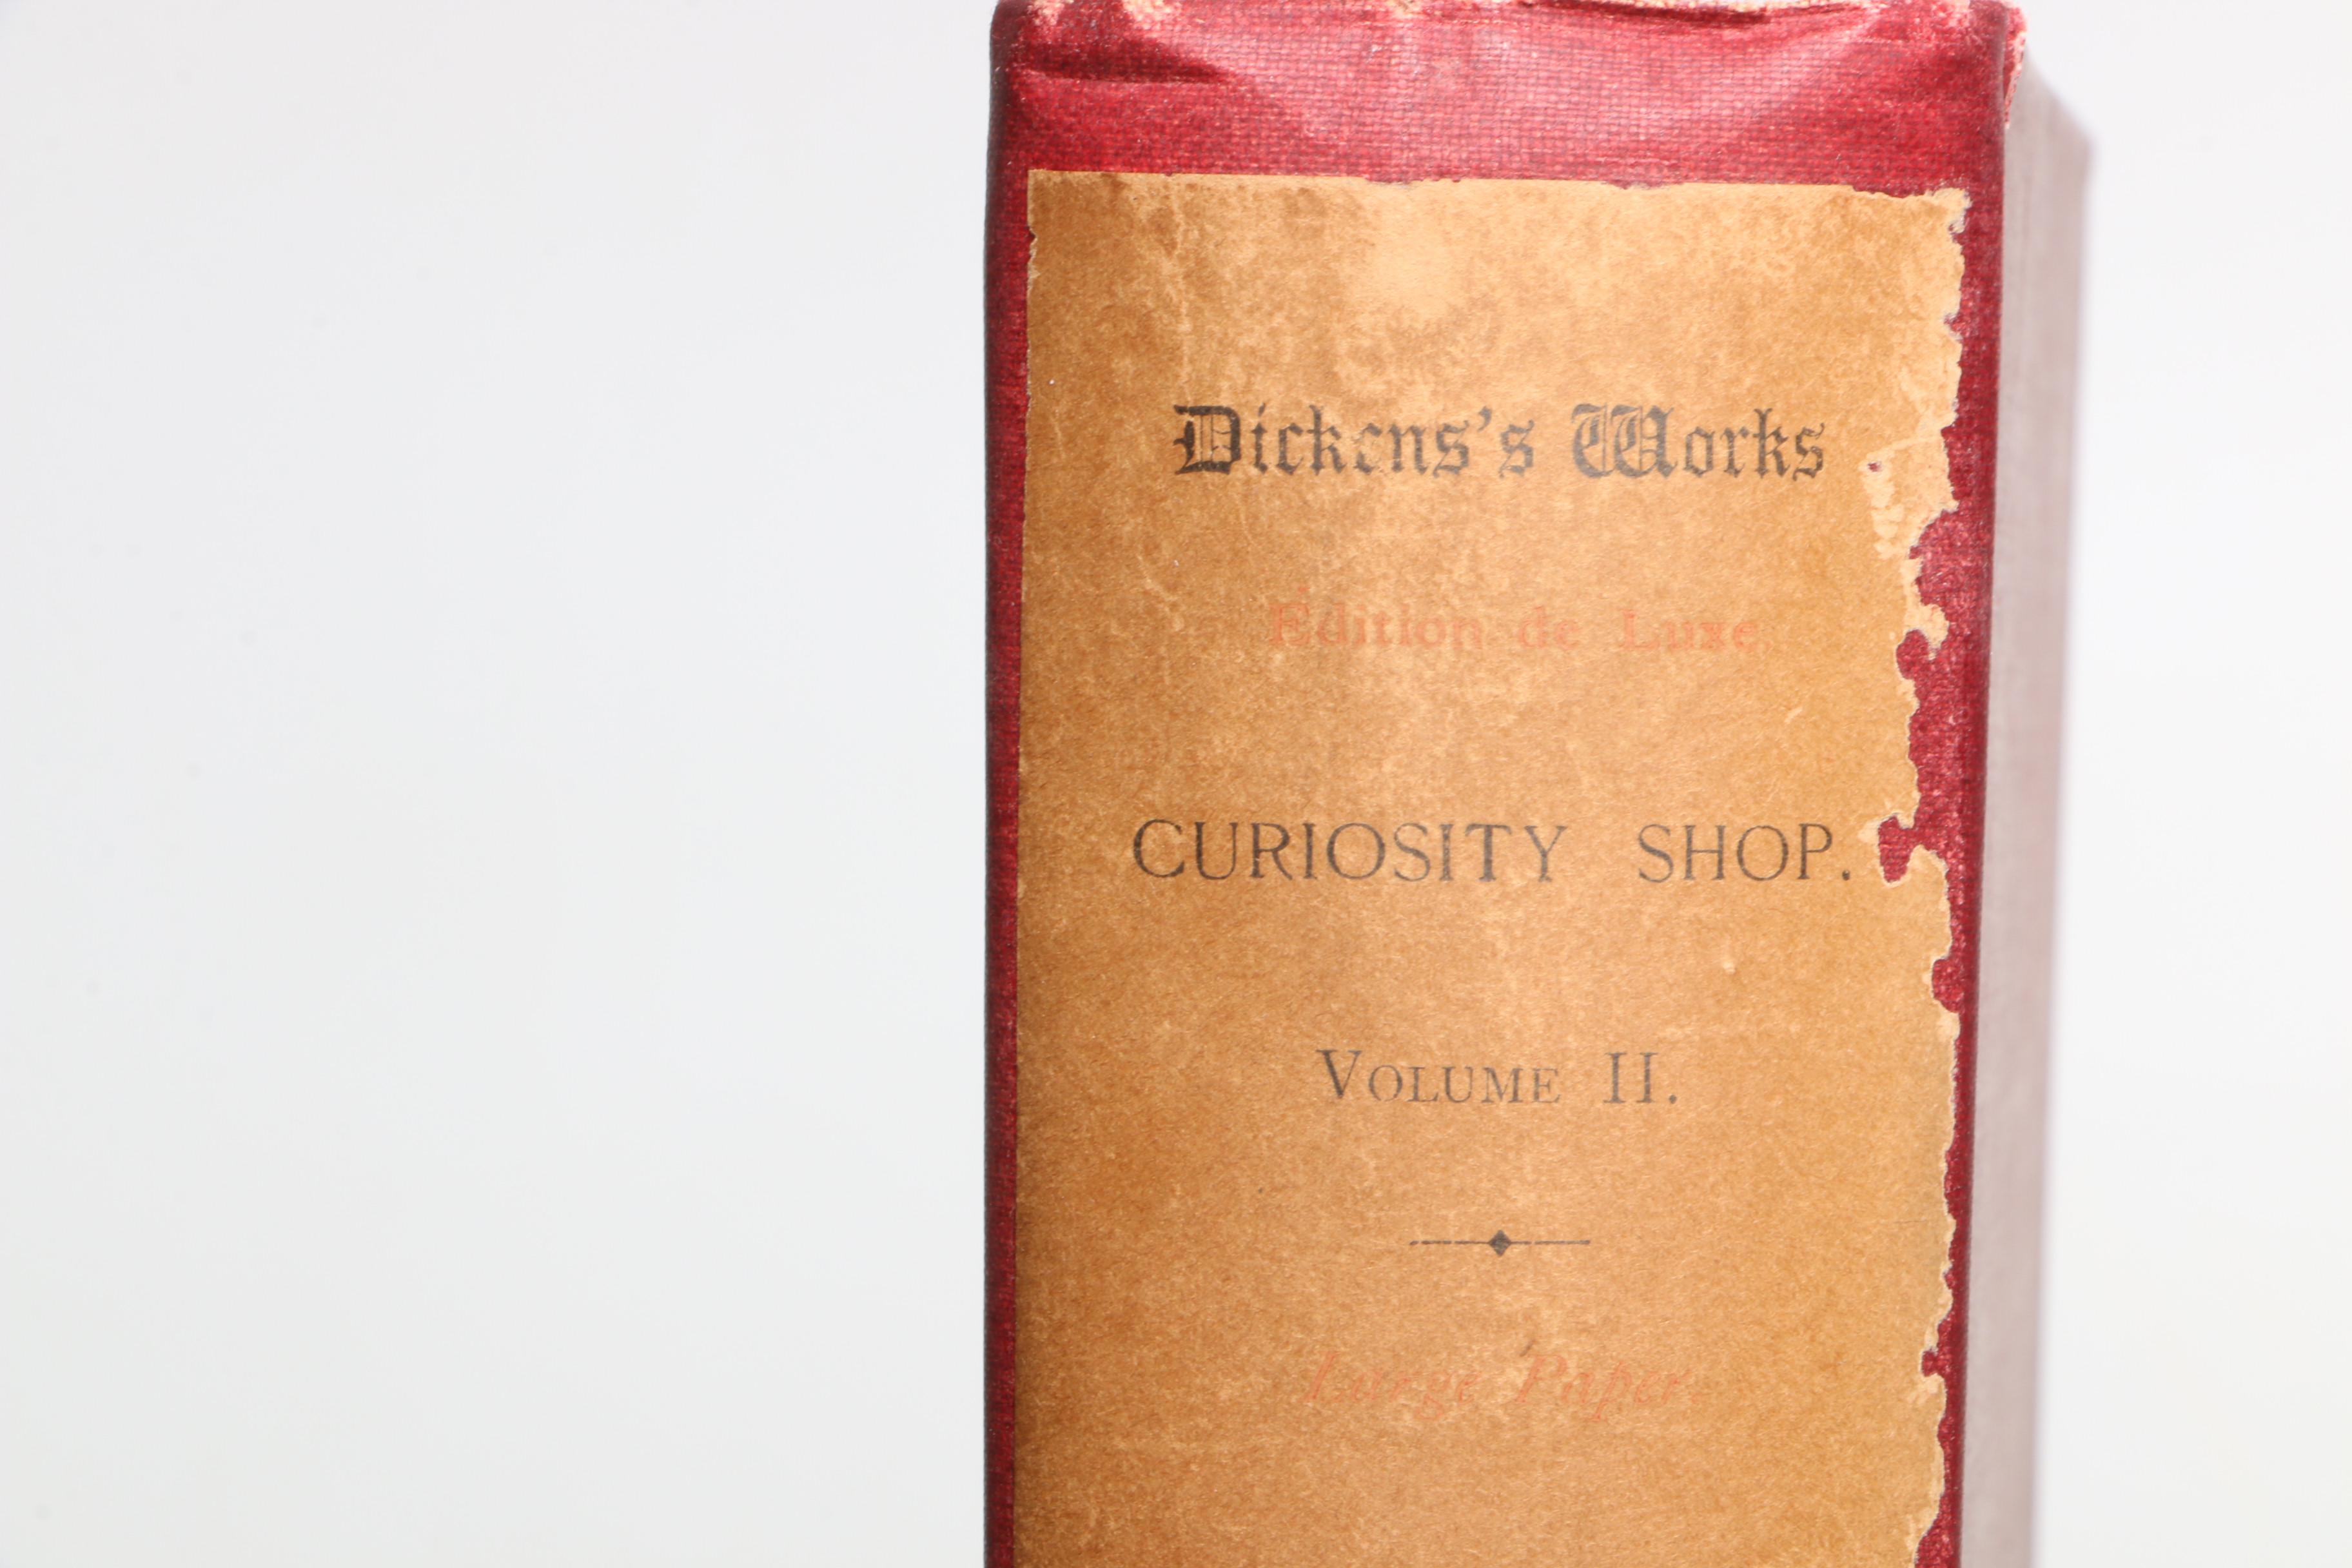 Dickens's Works
Édition de Luxe
CURIOSITY SHOP.
VOLUME II.
Large Paper.